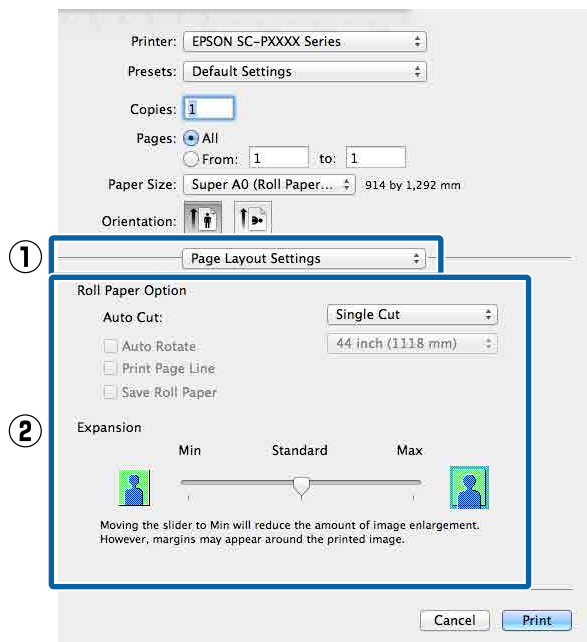 Printer: EPSON SC-PXXXX Series
Presets: Default Settings
Copies: 1
Pages: All
From: 1 to: 1
Paper Size: Super A0 (Roll Paper... 914 by 1,292 mm
Orientation:
① Page Layout Settings
Roll Paper Option
Auto Cut: Single Cut
Auto Rotate 44 inch (1118 mm)
Print Page Line
Save Roll Paper
②
Expansion
Min Standard Max
Moving the slider to Min will reduce the amount of image enlargement.
However, margins may appear around the printed image.
Cancel Print